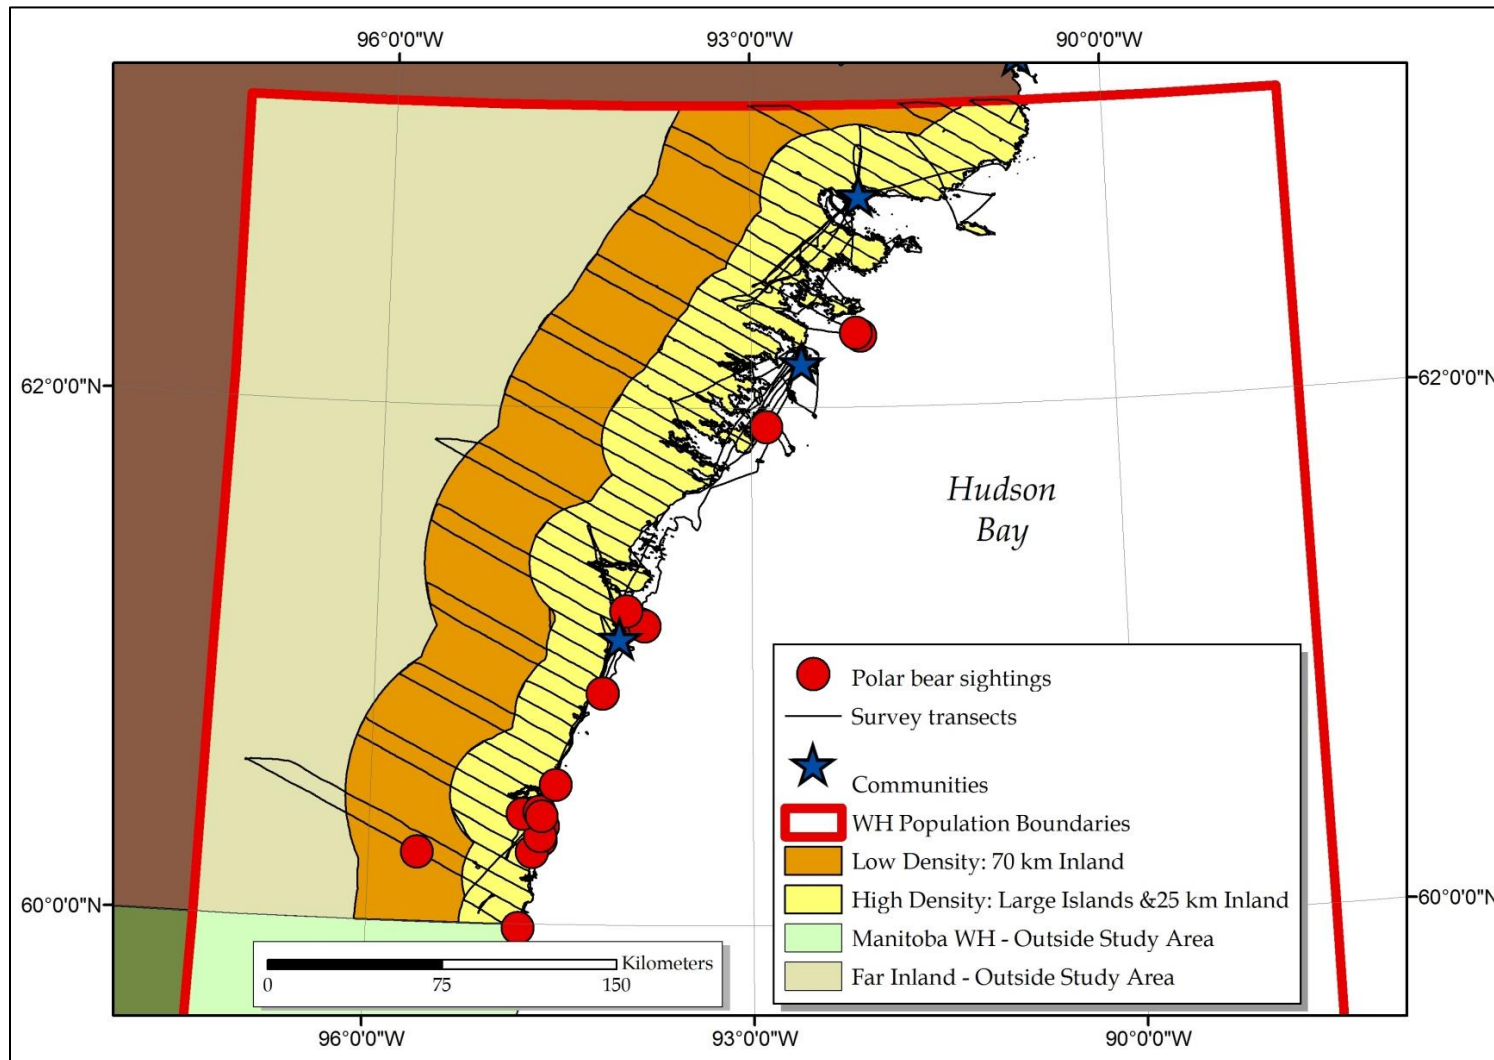 96°0'0"W
93°0'0"W
90°0'0"W
62°0'0"N
62°0'0"N
Hudson
Bay
Polar bear sightings
Survey transects
Communities
WH Population Boundaries
Low Density: 70 km Inland
High Density: Large Islands &25 km Inland
Manitoba WH - Outside Study Area
Far Inland - Outside Study Area
60°0'0"N
60°0'0"N
Kilometers
0
75
150
96°0'0"W
93°0'0"W
90°0'0"W